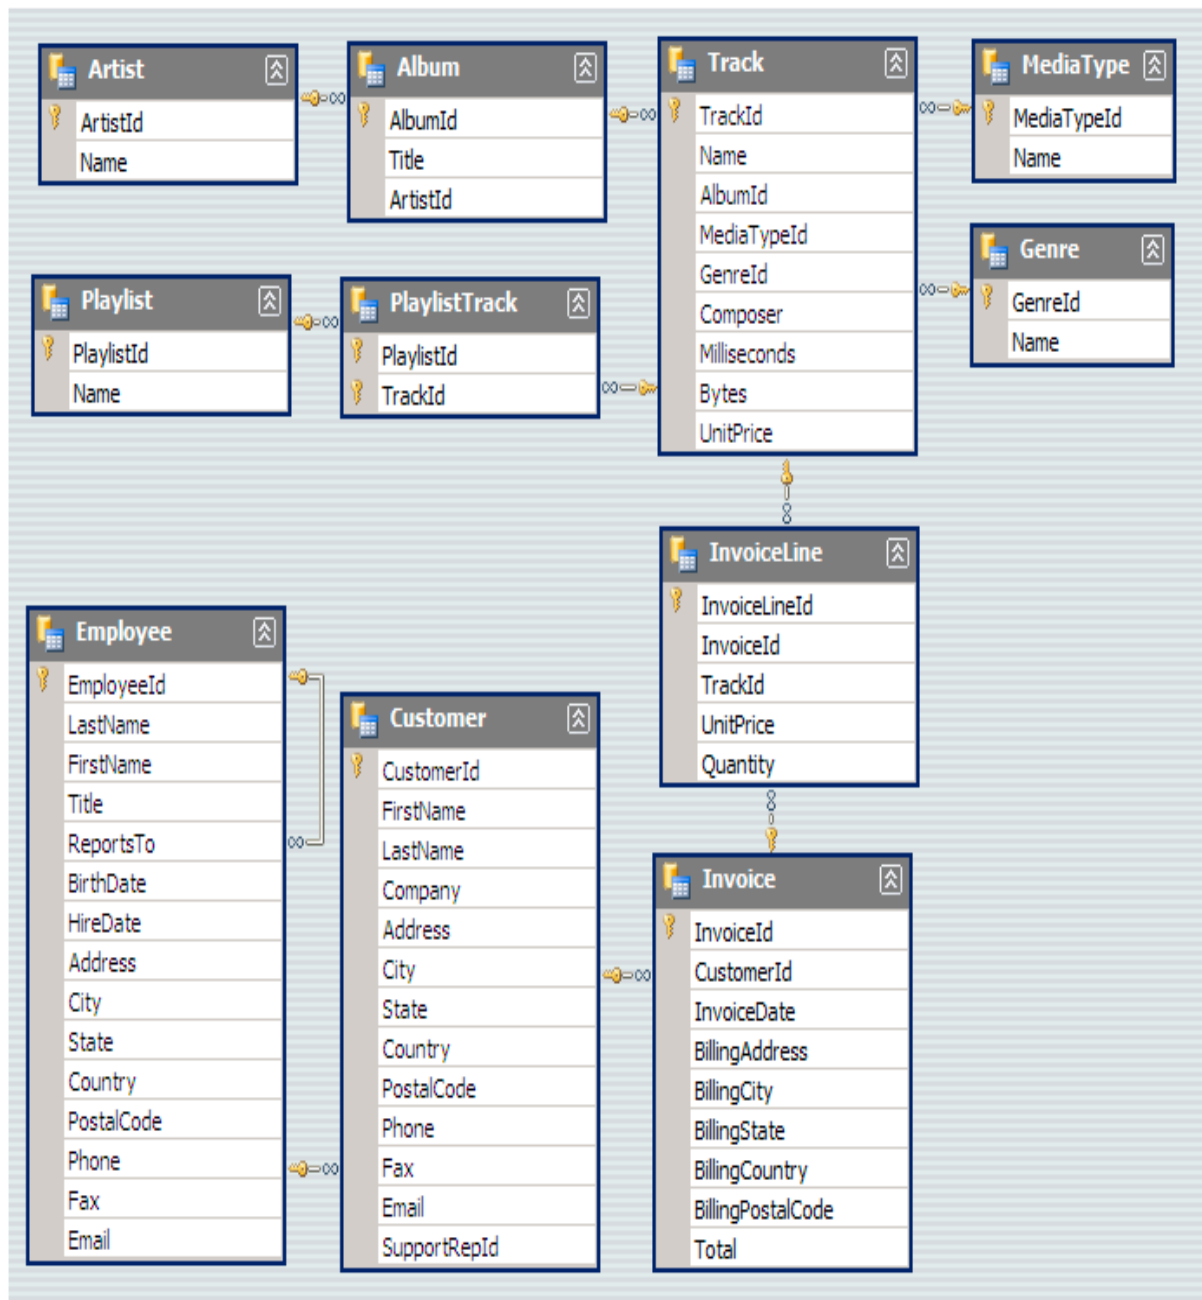 Artist
ArtistId
Name
Album
AlbumId
Title
ArtistId
Track
TrackId
Name
AlbumId
MediaTypeId
GenreId
Composer
Milliseconds
Bytes
UnitPrice
MediaType
MediaTypeId
Name
Genre
GenreId
Name
Playlist
PlaylistId
Name
PlaylistTrack
PlaylistId
TrackId
InvoiceLine
InvoiceLineId
InvoiceId
TrackId
UnitPrice
Quantity
Employee
EmployeeId
LastName
FirstName
Title
ReportsTo
BirthDate
HireDate
Address
City
State
Country
PostalCode
Phone
Fax
Email
Customer
CustomerId
FirstName
LastName
Company
Address
City
State
Country
PostalCode
Phone
Fax
Email
SupportRepId
Invoice
InvoiceId
CustomerId
InvoiceDate
BillingAddress
BillingCity
BillingState
BillingCountry
BillingPostalCode
Total